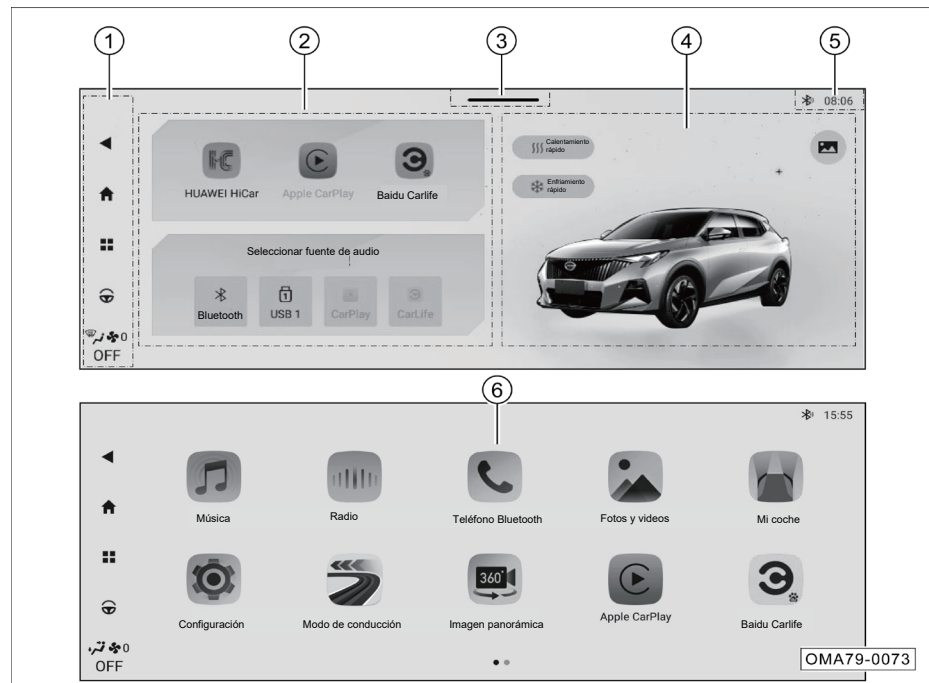 1
2
3
4
5
08:06
HUAWEI HiCar
Apple CarPlay
Baidu Carlife
Calentamiento
rápido
Enfriamiento
rápido
Seleccionar fuente de audio
Bluetooth
1
USB 1
CarPlay
CarLife
0
OFF
6
15:55
Música
Radio
Teléfono Bluetooth
Fotos y videos
Mi coche
360°
Configuración
Modo de conducción
Imagen panorámica
Apple CarPlay
Baidu Carlife
0
OFF
OMA79-0073